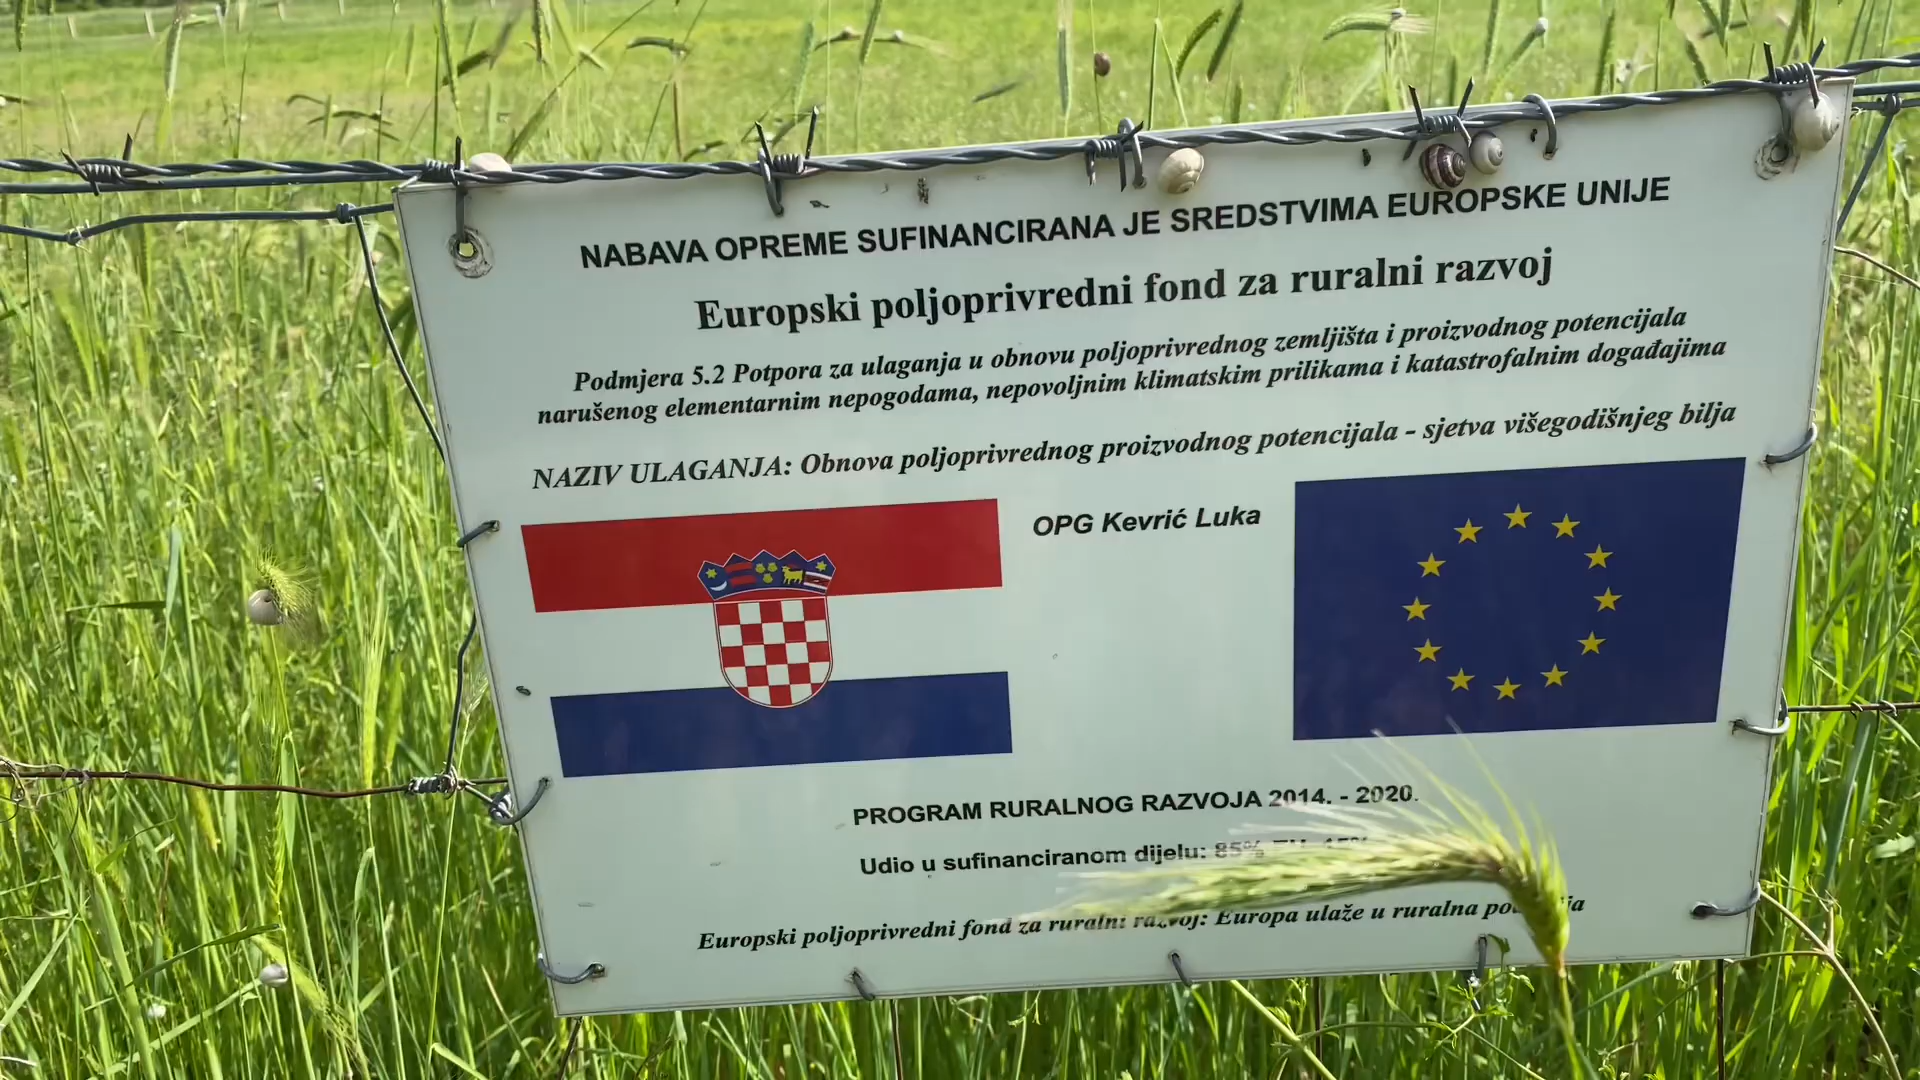 NABAVA OPREME SUFINANCIRANA JE SREDSTVIMA EUROPSKE UNIJE
Europski poljoprivredni fond za ruralni razvoj
Podmjera 5.2 Potpora za ulaganja u obnovu poljoprivrednog zemljišta i proizvodnog potencijala
narušenog elementarnim nepogodama, nepovoljnim klimatskim prilikama i katastrofalnim događajima
NAZIV ULAGANJA: Obnova poljoprivrednog proizvodnog potencijala - sjetva višegodišnjeg bilja
OPG Kevrić Luka
PROGRAM RURALNOG RAZVOJA 2014. - 2020.
Udio u sufinanciranom dijelu: 85%
Europski poljoprivredni fond za ruralni razvoj: Europa ulaže u ruralna